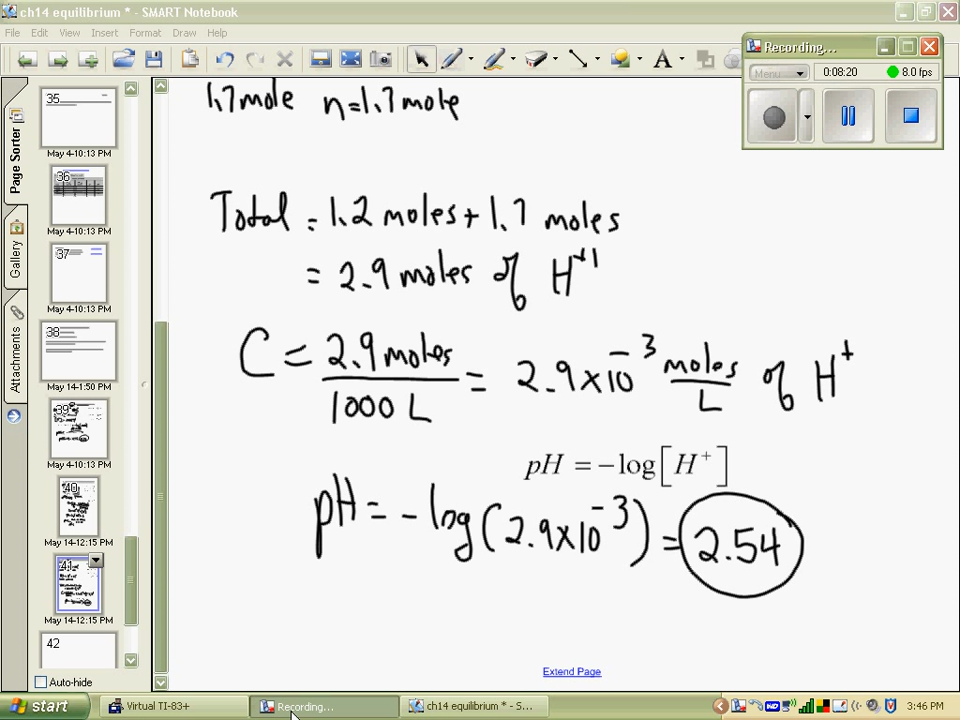 ch14 equilibrium * - SMART Notebook
File Edit View Insert Format Draw Help
Recording...
Menu
0:08:20
8.0 fps
Page Sorter
Gallery
Attachments
35
May 4-10:13 PM
36
May 4-10:13 PM
37
May 4-10:13 PM
38
May 14-1:50 PM
39
May 4-10:13 PM
40
May 14-12:15 PM
41
May 14-12:15 PM
42
Auto-hide
1.7 mole n=1.7 mole
Total = 1.2 moles + 1.7 moles
= 2.9 moles of H+1
C = 2.9 moles / 1000 L = 2.9x10-3 moles / L of H+
pH = -log[H+]
pH = -log(2.9x10-3) = 2.54
Extend Page
start
Virtual TI-83+
Recording...
ch14 equilibrium * - S...
3:46 PM